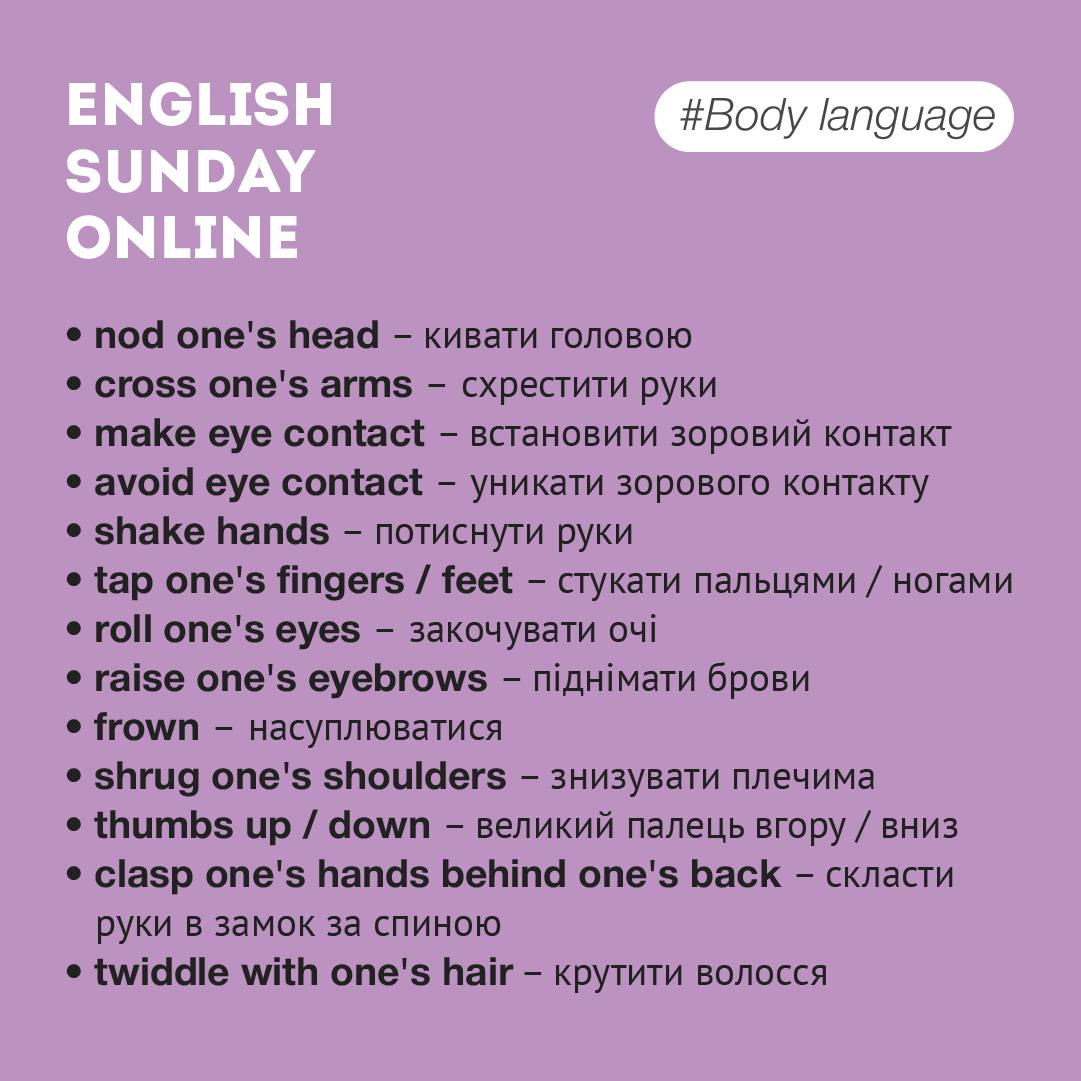 ENGLISH
SUNDAY
ONLINE
#Body language
• nod one's head – кивати головою
• cross one's arms – схрестити руки
• make eye contact – встановити зоровий контакт
• avoid eye contact – уникати зорового контакту
• shake hands – потиснути руки
• tap one's fingers / feet – стукати пальцями / ногами
• roll one's eyes – закочувати очі
• raise one's eyebrows – піднімати брови
• frown – насуплюватися
• shrug one's shoulders – знизувати плечима
• thumbs up / down – великий палець вгору / вниз
• clasp one's hands behind one's back – скласти
руки в замок за спиною
• twiddle with one's hair – крутити волосся